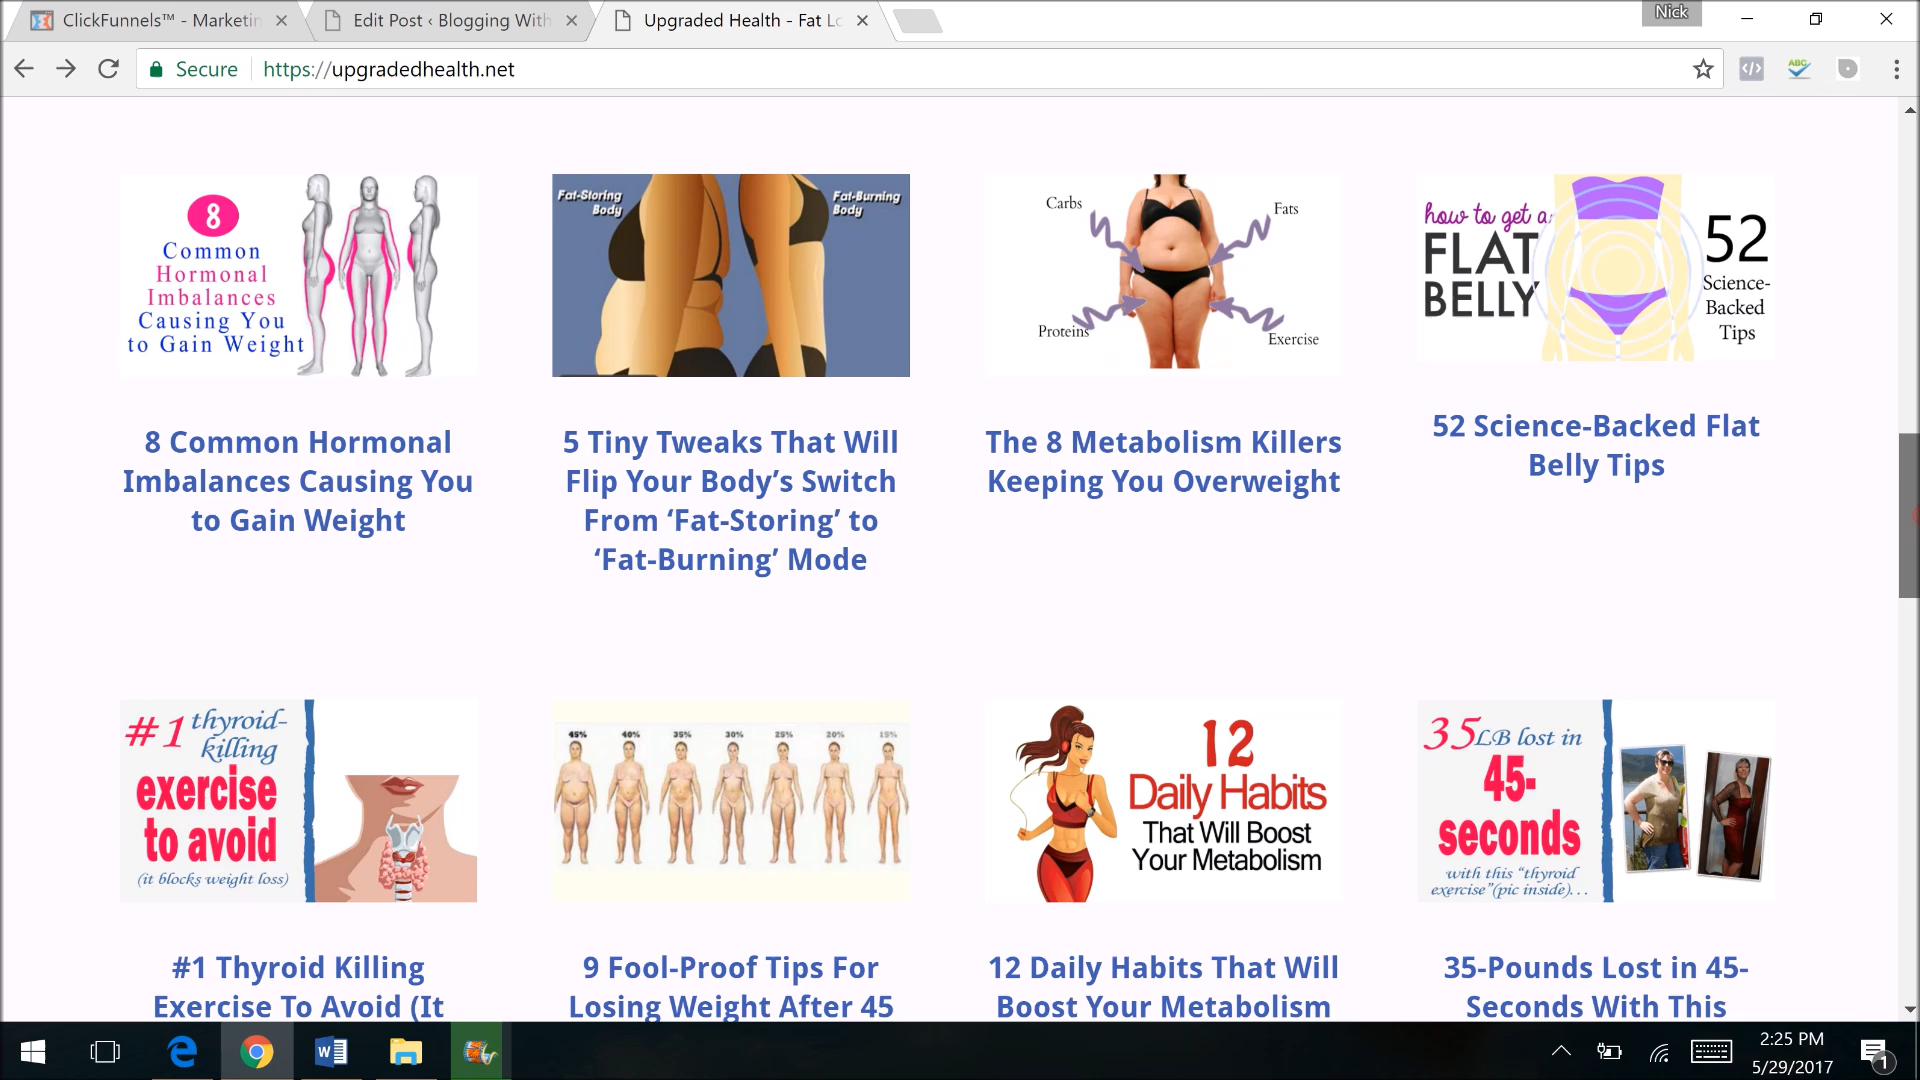 ClickFunnels™ - Marketin
Edit Post ‹ Blogging With
Upgraded Health - Fat Lo
Nick
Secure
https://upgradedhealth.net
ABC
8
Common
Hormonal
Imbalances
Causing You
to Gain Weight
Fat-Storing
Body
Fat-Burning
Body
Carbs
Fats
Proteins
Exercise
how to get a
FLAT
BELLY
52
Science-
Backed
Tips
8 Common Hormonal
Imbalances Causing You
to Gain Weight
5 Tiny Tweaks That Will
Flip Your Body’s Switch
From ‘Fat-Storing’ to
‘Fat-Burning’ Mode
The 8 Metabolism Killers
Keeping You Overweight
52 Science-Backed Flat
Belly Tips
#1 thyroid-
killing
exercise
to avoid
(it blocks weight loss)
45% 40% 35% 30% 25% 20% 15%
12
Daily Habits
That Will Boost
Your Metabolism
35LB lost in
45-
seconds
with this “thyroid
exercise”(pic inside)...
#1 Thyroid Killing
Exercise To Avoid (It
9 Fool-Proof Tips For
Losing Weight After 45
12 Daily Habits That Will
Boost Your Metabolism
35-Pounds Lost in 45-
Seconds With This
2:25 PM
5/29/2017
1